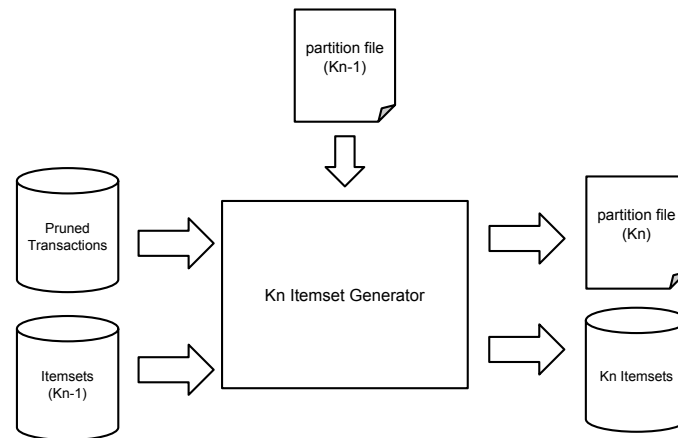 partition file
(Kn-1)
Pruned
Transactions
partition file
(Kn)
Kn Itemset Generator
Itemsets
(Kn-1)
Kn Itemsets